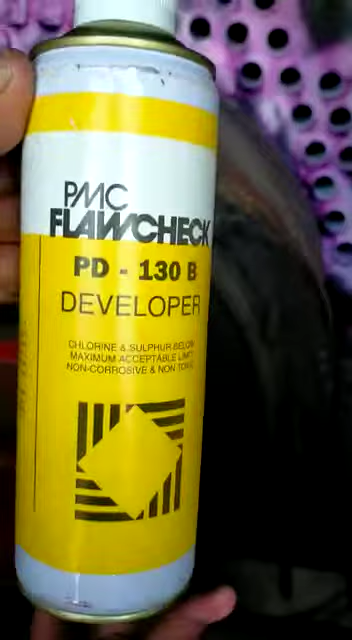 PMC
FLAWCHECK
PD - 130 B
DEVELOPER
CHLORINE & SULPHUR BELOW
MAXIMUM ACCEPTABLE LIMIT
NON-CORROSIVE & NON TOXIC